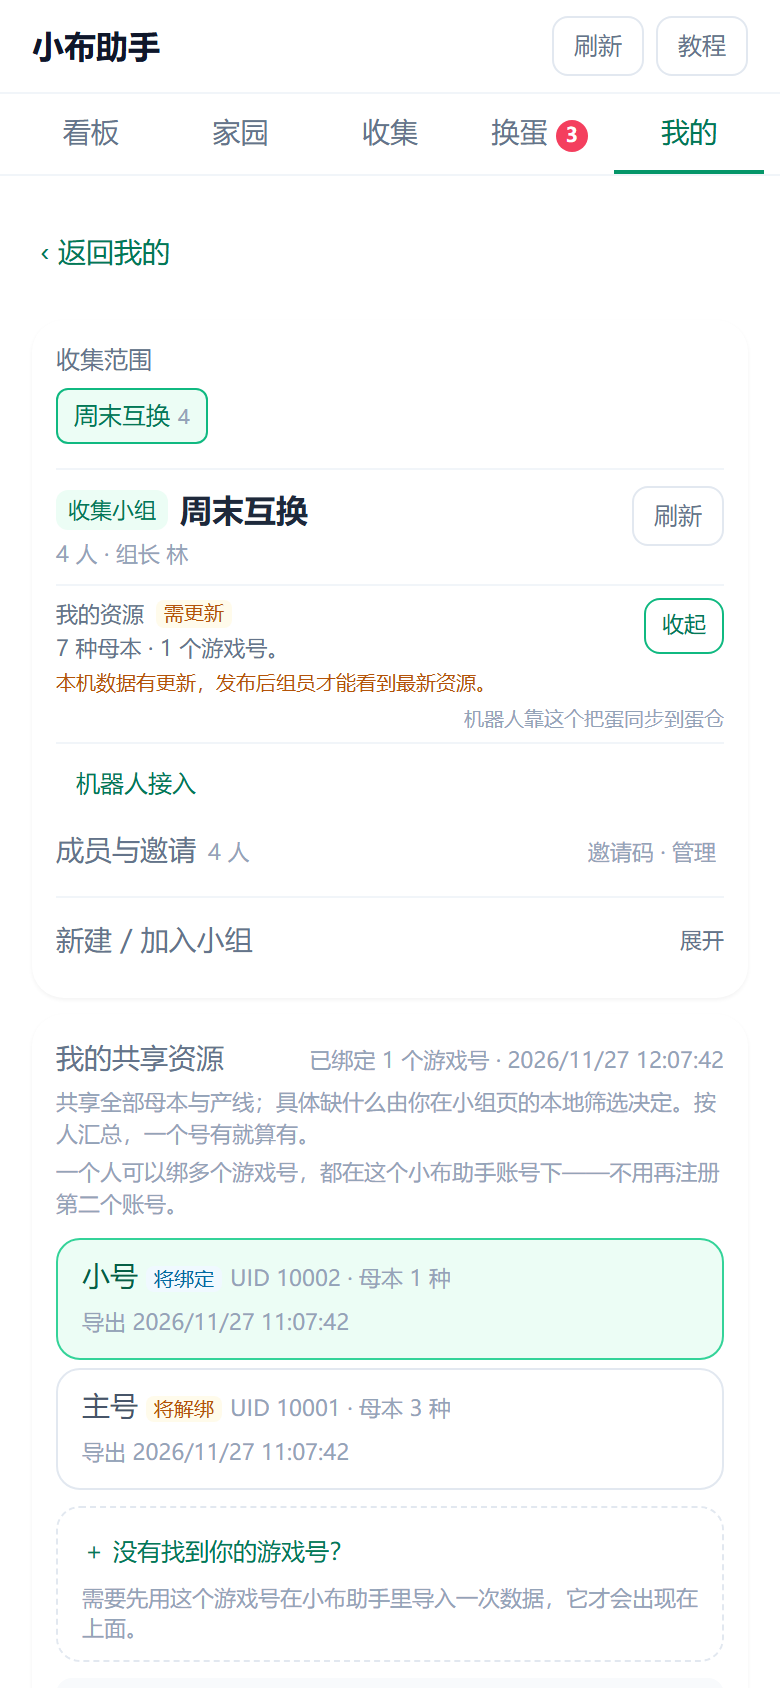 小布助手
刷新
教程
看板
家园
收集
换蛋 3
我的
‹ 返回我的
收集范围
周末互换 4
收集小组 周末互换
刷新
4 人 · 组长 林
我的资源 需更新
收起
7 种母本 · 1 个游戏号。
本机数据有更新，发布后组员才能看到最新资源。
机器人靠这个把蛋同步到蛋仓
机器人接入
成员与邀请 4 人
邀请码 · 管理
新建 / 加入小组
展开
我的共享资源
已绑定 1 个游戏号 · 2026/11/27 12:07:42
共享全部母本与产线；具体缺什么由你在小组页的本地筛选决定。按
人汇总，一个号有就算有。
一个人可以绑多个游戏号，都在这个小布助手账号下——不用再注册
第二个账号。
小号 将绑定 UID 10002 · 母本 1 种
导出 2026/11/27 11:07:42
主号 将解绑 UID 10001 · 母本 3 种
导出 2026/11/27 11:07:42
+ 没有找到你的游戏号？
需要先用这个游戏号在小布助手里导入一次数据，它才会出现在
上面。